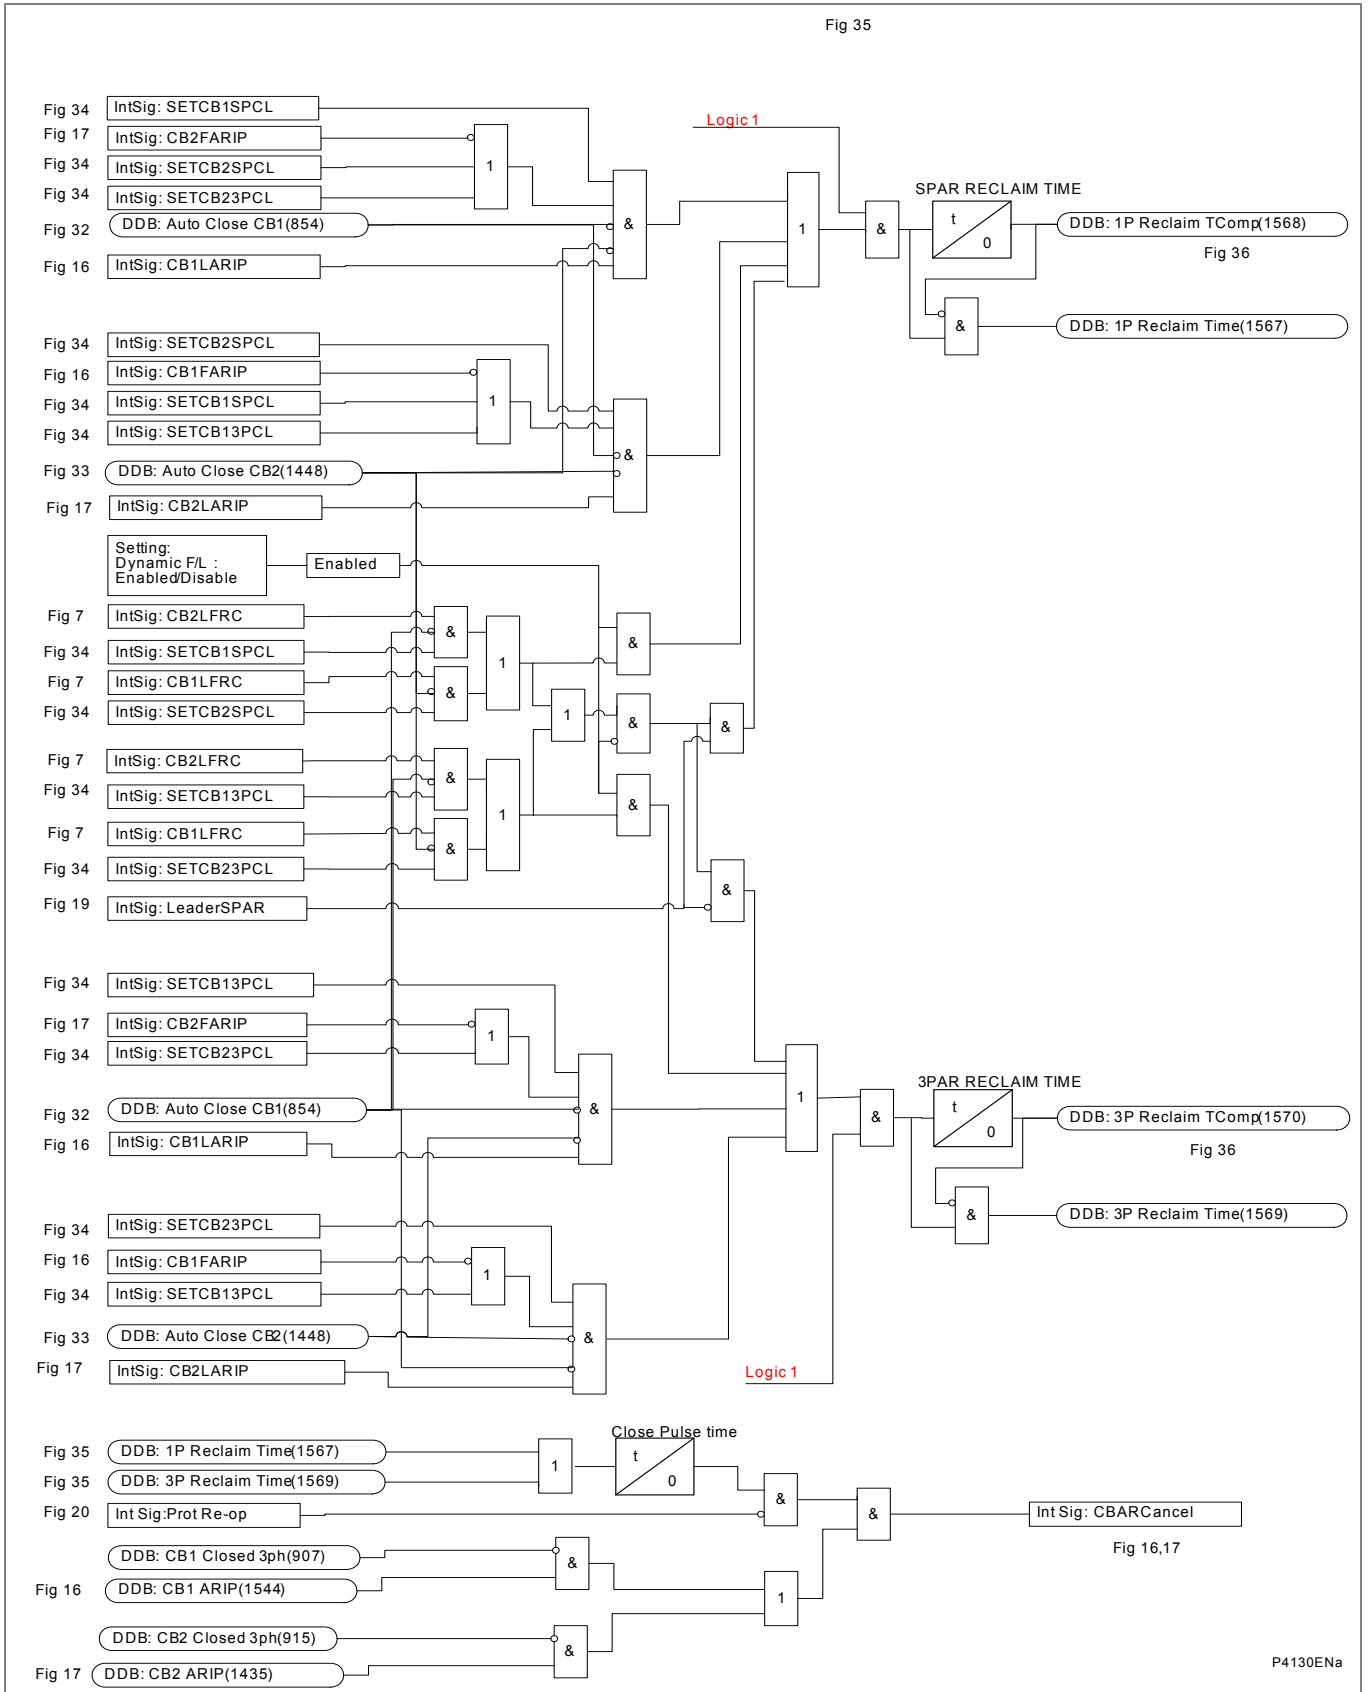 Fig 35
Fig 34 IntSig: SETCB1SPCL
Fig 17 IntSig: CB2FARIP
Fig 34 IntSig: SETCB2SPCL
Fig 34 IntSig: SETCB23PCL
1
Fig 32 DDB: Auto Close CB1(854)
Fig 16 IntSig: CB1LARIP
&
Logic 1
1
&
SPAR RECLAIM TIME
t
0
DDB: 1P Reclaim TComp(1568)
Fig 36
&
DDB: 1P Reclaim Time(1567)
Fig 34 IntSig: SETCB2SPCL
Fig 16 IntSig: CB1FARIP
Fig 34 IntSig: SETCB1SPCL
Fig 34 IntSig: SETCB13PCL
1
&
Fig 33 DDB: Auto Close CB2(1448)
Fig 17 IntSig: CB2LARIP
Setting:
Dynamic F/L :
Enabled/Disable
Enabled
Fig 7 IntSig: CB2LFRC
Fig 34 IntSig: SETCB1SPCL
&
Fig 7 IntSig: CB1LFRC
Fig 34 IntSig: SETCB2SPCL
&
1
&
1
&
&
Fig 7 IntSig: CB2LFRC
Fig 34 IntSig: SETCB13PCL
&
Fig 7 IntSig: CB1LFRC
Fig 34 IntSig: SETCB23PCL
&
1
&
&
Fig 19 IntSig: LeaderSPAR
Fig 34 IntSig: SETCB13PCL
Fig 17 IntSig: CB2FARIP
Fig 34 IntSig: SETCB23PCL
1
Fig 32 DDB: Auto Close CB1(854)
Fig 16 IntSig: CB1LARIP
&
1
&
3PAR RECLAIM TIME
t
0
DDB: 3P Reclaim TComp(1570)
Fig 36
&
DDB: 3P Reclaim Time(1569)
Fig 34 IntSig: SETCB23PCL
Fig 16 IntSig: CB1FARIP
Fig 34 IntSig: SETCB13PCL
1
Fig 33 DDB: Auto Close CB2(1448)
&
Fig 17 IntSig: CB2LARIP
Logic 1
Close Pulse time
Fig 35 DDB: 1P Reclaim Time(1567)
Fig 35 DDB: 3P Reclaim Time(1569)
1
t
0
Fig 20 Int Sig:Prot Re-op
&
&
Int Sig: CBARCancel
Fig 16,17
DDB: CB1 Closed 3ph(907)
Fig 16 DDB: CB1 ARIP(1544)
&
1
DDB: CB2 Closed 3ph(915)
Fig 17 DDB: CB2 ARIP(1435)
&
P4130ENa